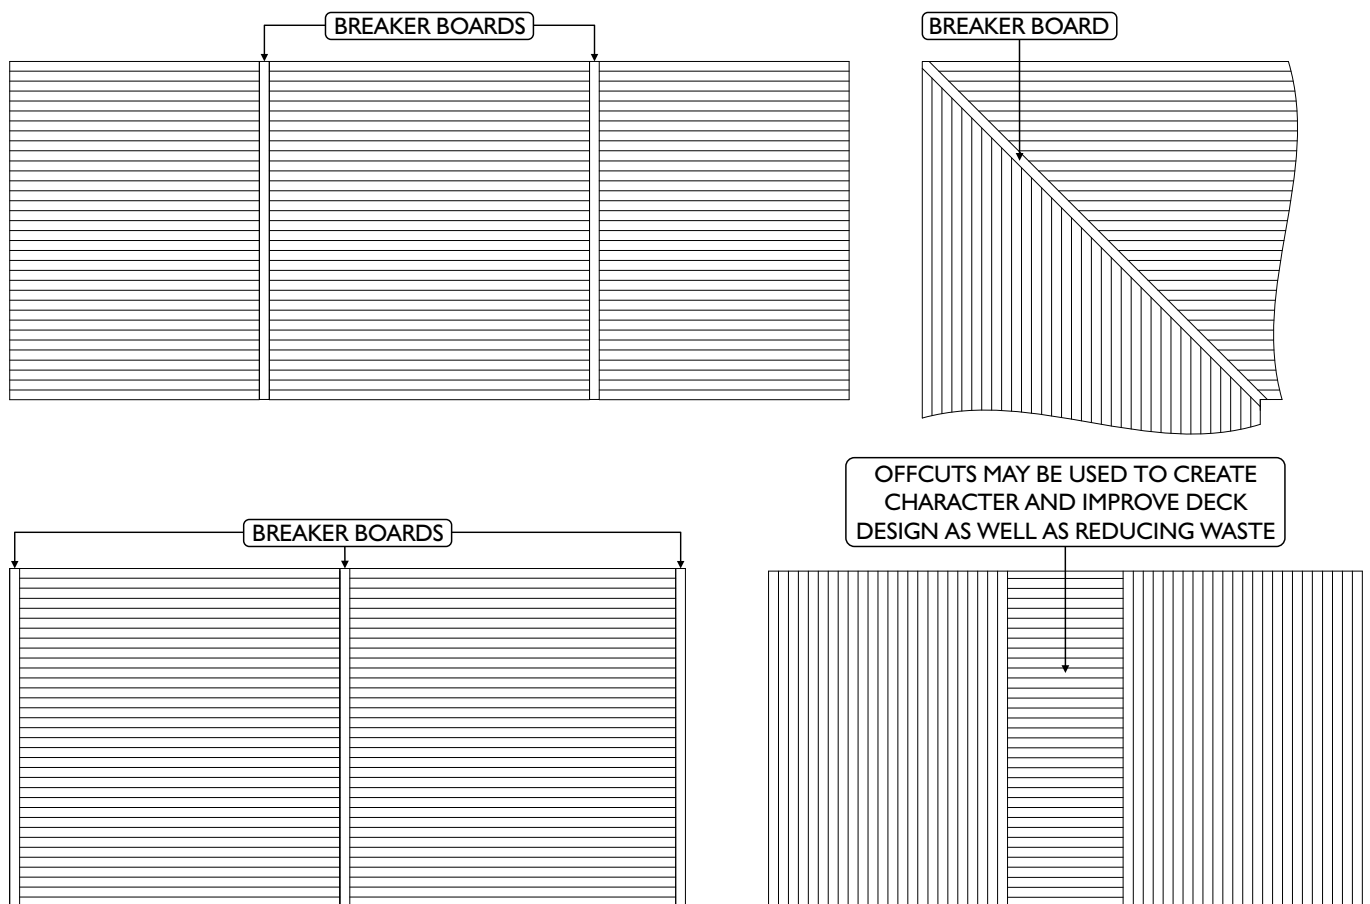 BREAKER BOARDS
BREAKER BOARD
BREAKER BOARDS
OFFCUTS MAY BE USED TO CREATE
CHARACTER AND IMPROVE DECK
DESIGN AS WELL AS REDUCING WASTE